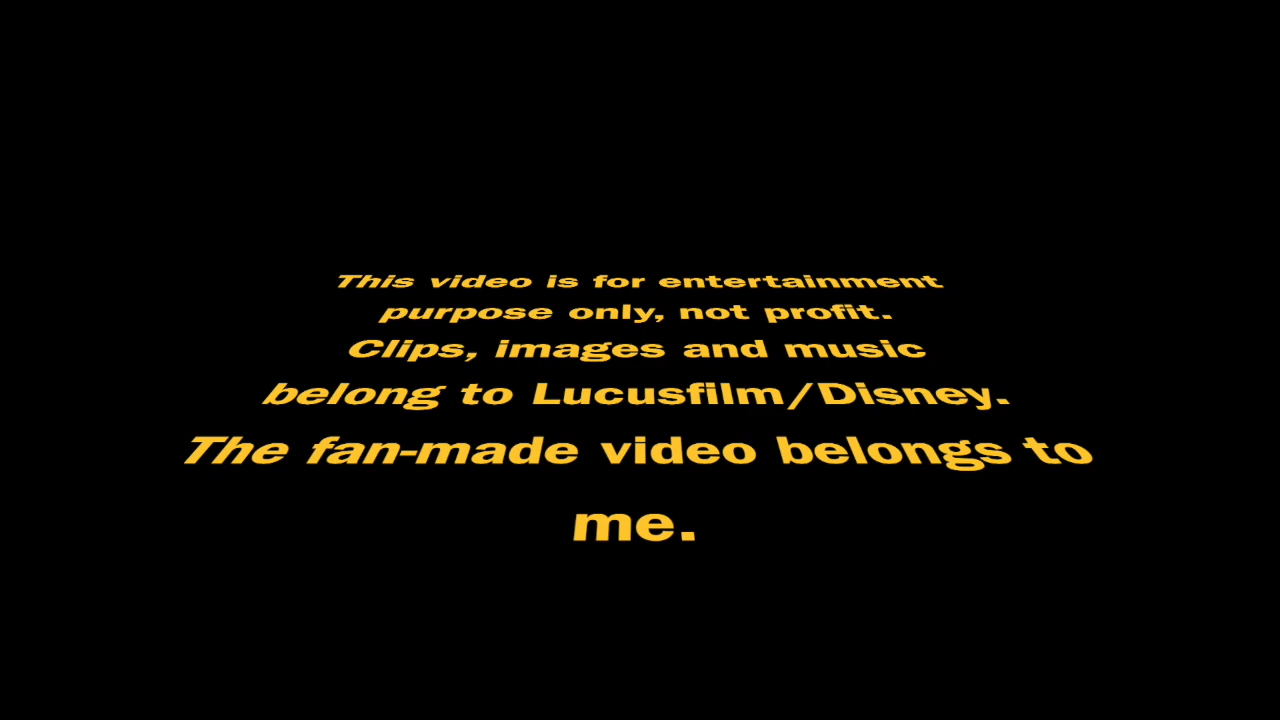 This video is for entertainment
purpose only, not profit.
Clips, images and music
belong to Lucusfilm/Disney.
The fan-made video belongs to
me.